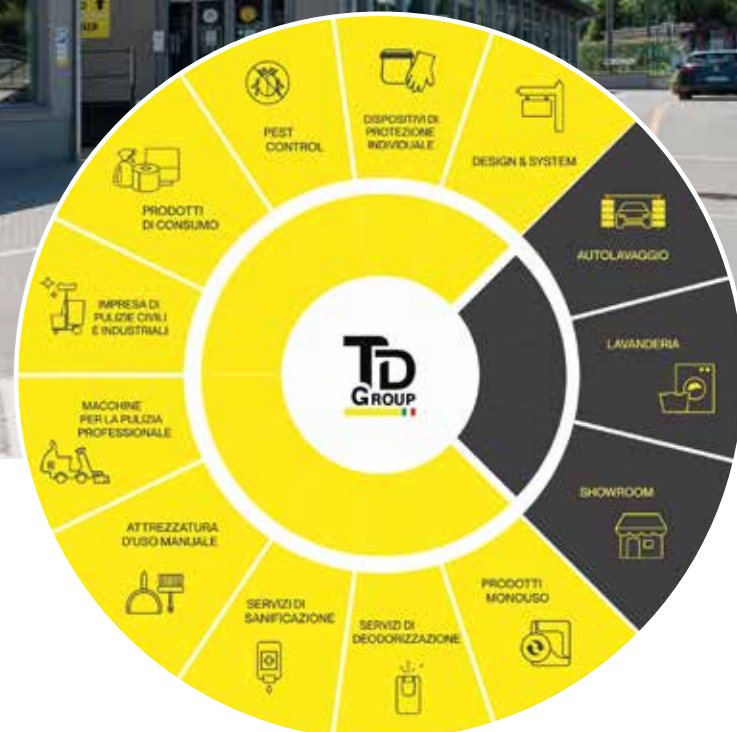 PEST
CONTROL
DISPOSITIVI DI
PROTEZIONE
INDIVIDUALE
DESIGN & SYSTEM
AUTOLAVAGGIO
LAVANDERIA
SHOWROOM
PRODOTTI
MONOUSO
SERVIZI DI
DEODORIZZAZIONE
SERVIZI DI
SANIFICAZIONE
ATTREZZATURA
D'USO MANUALE
MACCHINE
PER LA PULIZIA
PROFESSIONALE
IMPRESA DI
PULIZIE CIVILI
E INDUSTRIALI
PRODOTTI
DI CONSUMO
TD
GROUP